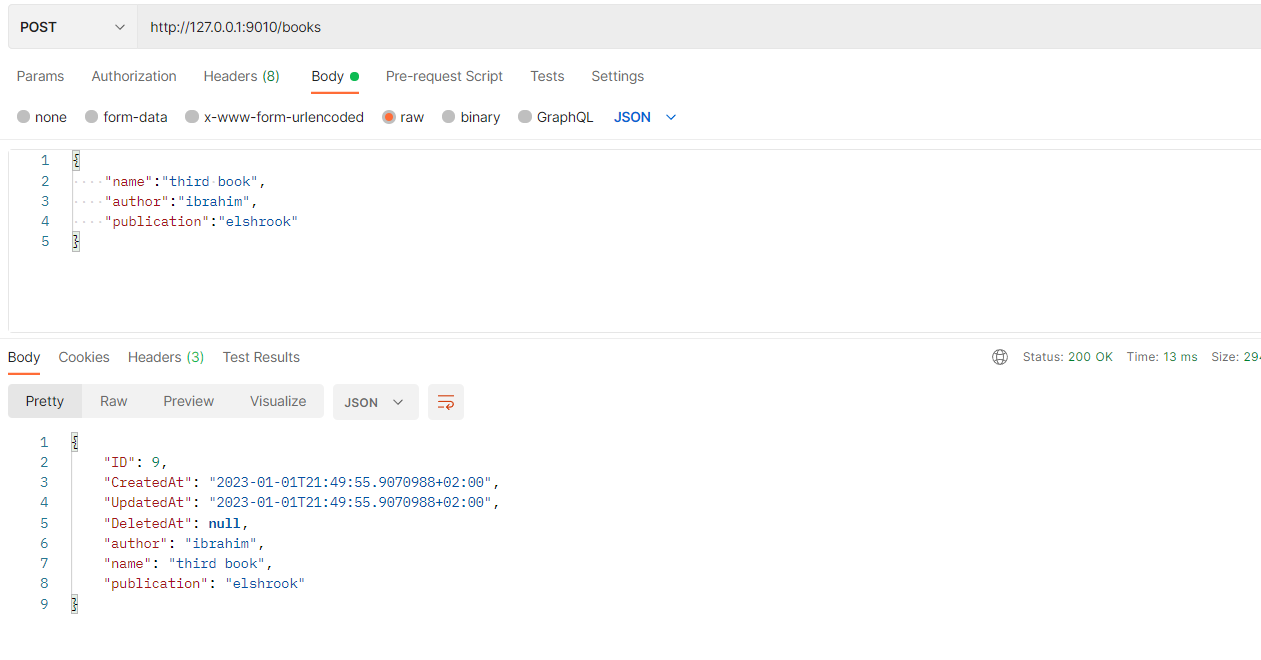 POST http://127.0.0.1:9010/books
Params Authorization Headers (8) Body Pre-request Script Tests Settings
none form-data x-www-form-urlencoded raw binary GraphQL JSON
1 {
2 "name":"third book",
3 "author":"ibrahim",
4 "publication":"elshrook"
5 }
Body Cookies Headers (3) Test Results Status: 200 OK Time: 13 ms Size: 294
Pretty Raw Preview Visualize JSON
1 {
2 "ID": 9,
3 "CreatedAt": "2023-01-01T21:49:55.9070988+02:00",
4 "UpdatedAt": "2023-01-01T21:49:55.9070988+02:00",
5 "DeletedAt": null,
6 "author": "ibrahim",
7 "name": "third book",
8 "publication": "elshrook"
9 }